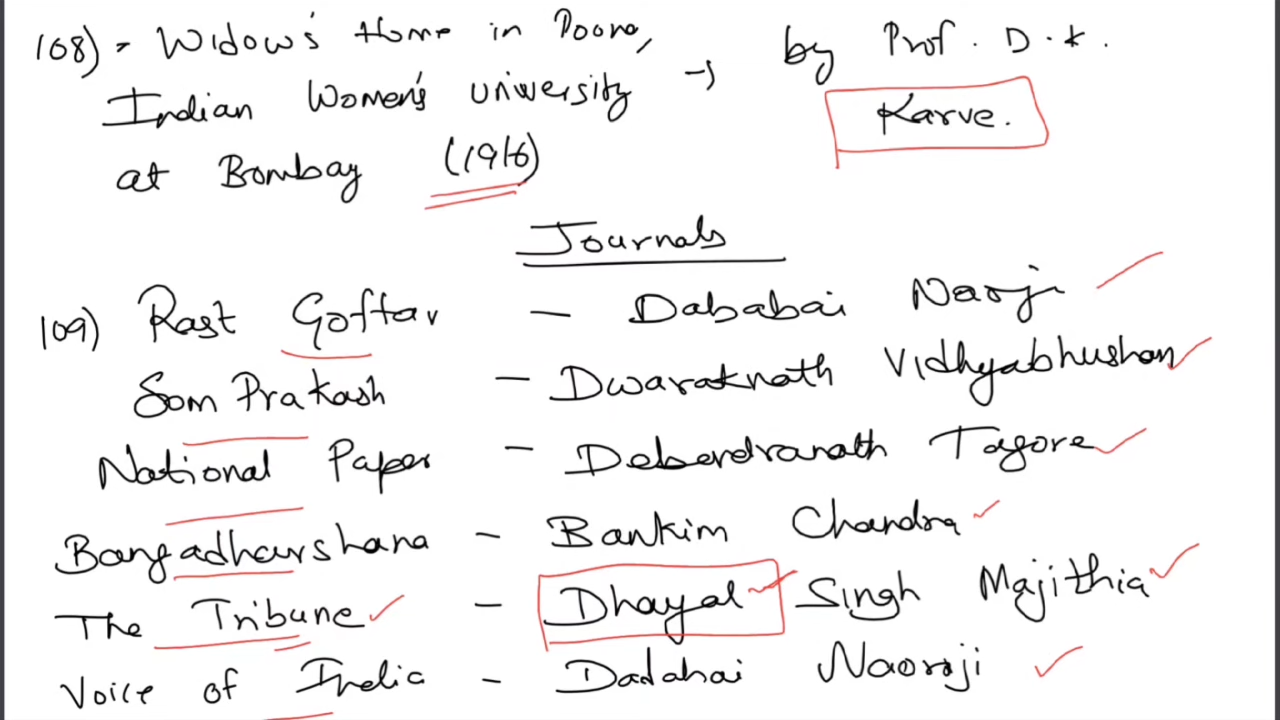 108) - Widow's Home in Poona, by Prof. D.K.
Indian Women's university → Karve.
at Bombay (1916)
Journals
109) Rast Goftar - Dababai Naoji
Som Prakash - Dwaraknath Vidhyabhushan
National Paper - Debendranath Tagore
Bangadharshana - Bankim Chandra
The Tribune - Dhayal Singh Majithia
Voice of India - Dadabai Naoroji